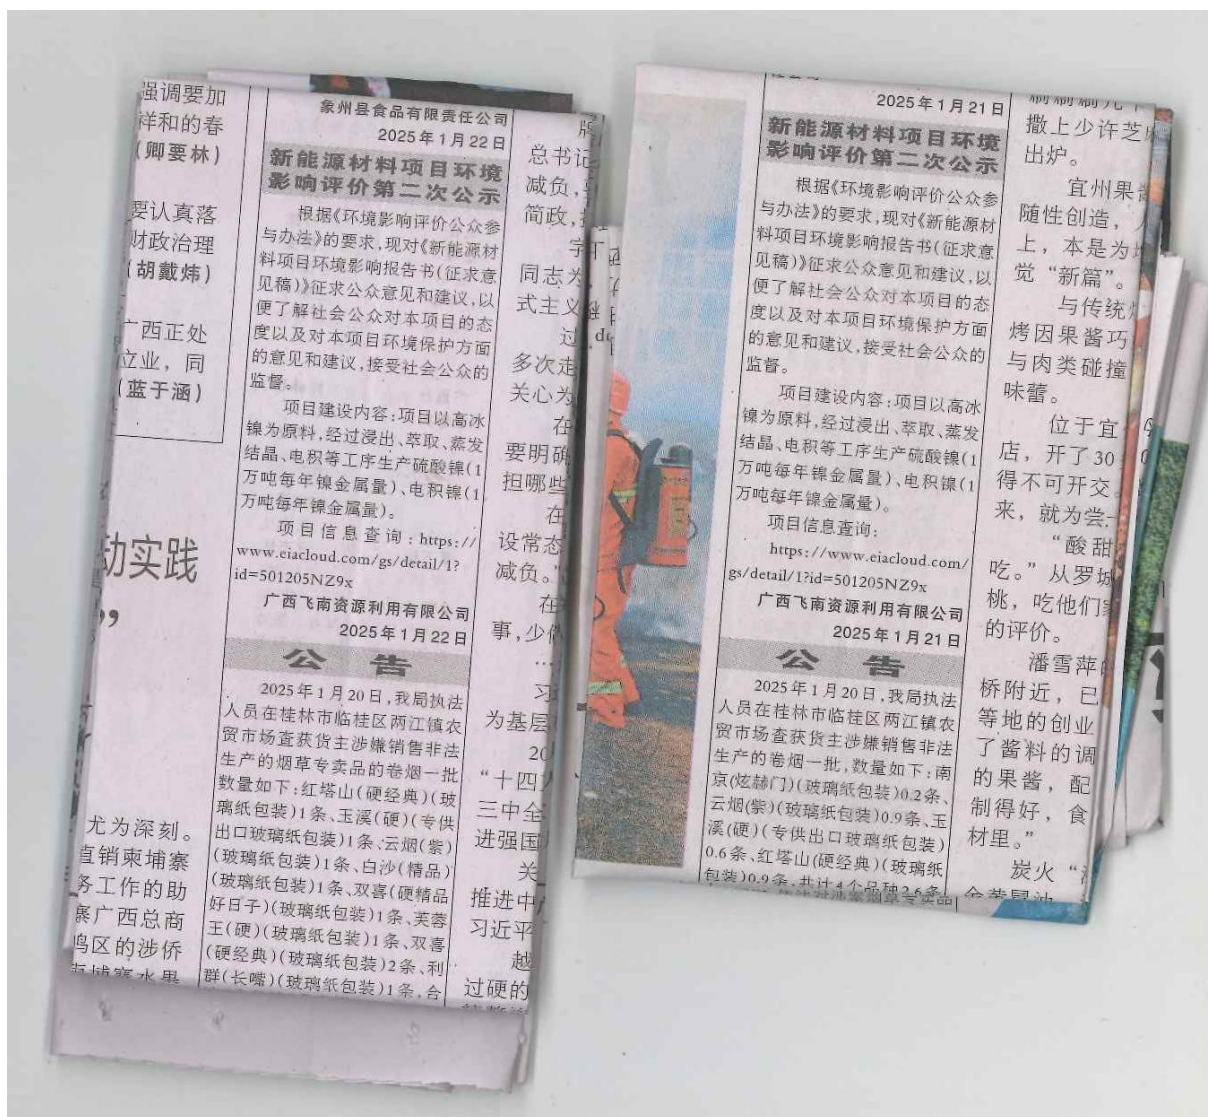 强调要加
祥和的春
(卿要林)
要认真落
财政治理
(胡戴炜)
广西正处
立业，同
(蓝于涵)
动实践
”
尤为深刻。
直销柬埔寨
务工作的助
寨广西总商
鸣区的涉侨
象州县食品有限责任公司
2025年1月22日
新能源材料项目环境
影响评价第二次公示
根据《环境影响评价公众参
与办法》的要求,现对《新能源材
料项目环境影响报告书(征求意
见稿)》征求公众意见和建议,以
便了解社会公众对本项目的态
度以及对本项目环境保护方面
的意见和建议,接受社会公众的
监督。
项目建设内容:项目以高冰
镍为原料,经过浸出、萃取、蒸发
结晶、电积等工序生产硫酸镍(1
万吨每年镍金属量)、电积镍(1
万吨每年镍金属量)。
项目信息查询:https://
www.eiacloud.com/gs/detail/1?
id=501205NZ9x
广西飞南资源利用有限公司
2025年1月22日
公告
2025年1月20日,我局执法
人员在桂林市临桂区两江镇农
贸市场查获货主涉嫌销售非法
生产的烟草专卖品的卷烟一批
数量如下:红塔山(硬经典)(玻
璃纸包装)1条、玉溪(硬)(专供
出口玻璃纸包装)1条、云烟(紫)
(玻璃纸包装)1条、白沙(精品)
(玻璃纸包装)1条、双喜(硬精品
好日子)(玻璃纸包装)1条、芙蓉
王(硬)(玻璃纸包装)1条、双喜
(硬经典)(玻璃纸包装)2条、利
群(长嘴)(玻璃纸包装)1条,合
总书记
减负,
简政,
字
同志为
式主义
过
多次走
关心为
在
要明确
担哪些
在
设常态
减负。”
在
事,少
……
习
为基层
20
“十四
三中全
进强国
关
推进中
习近平
越
过硬的
2025年1月21日
新能源材料项目环境
影响评价第二次公示
根据《环境影响评价公众参
与办法》的要求,现对《新能源材
料项目环境影响报告书(征求意
见稿)》征求公众意见和建议,以
便了解社会公众对本项目的态
度以及对本项目环境保护方面
的意见和建议,接受社会公众的
监督。
项目建设内容:项目以高冰
镍为原料,经过浸出、萃取、蒸发
结晶、电积等工序生产硫酸镍(1
万吨每年镍金属量)、电积镍(1
万吨每年镍金属量)。
项目信息查询:
https://www.eiacloud.com/
gs/detail/1?id=501205NZ9x
广西飞南资源利用有限公司
2025年1月21日
公告
2025年1月20日,我局执法
人员在桂林市临桂区两江镇农
贸市场查获货主涉嫌销售非法
生产的卷烟一批,数量如下:南
京(炫赫门)(玻璃纸包装)0.2条、
云烟(紫)(玻璃纸包装)0.9条、玉
溪(硬)(专供出口玻璃纸包装)
0.6条、红塔山(硬经典)(玻璃纸
包装)0.9条,共计4个品种2.6条
撒上少许芝
出炉。
宜州果酱
随性创造，
上，本是为
觉“新篇”。
与传统
烤因果酱巧
与肉类碰撞
味蕾。
位于宜
店，开了30
得不可开交。
来，就为尝
“酸甜
吃。”从罗城
桃，吃他们
的评价。
潘雪萍
桥附近，已
等地的创业
了酱料的调
的果酱，配
制得好，食
材里。”
炭火“